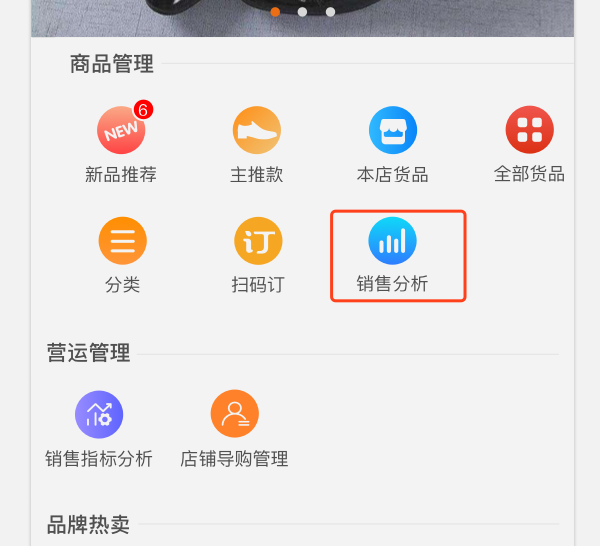 商品管理
NEW 6
新品推荐 主推款 本店货品 全部货品
订
分类 扫码订 销售分析
营运管理
销售指标分析 店铺导购管理
品牌热卖